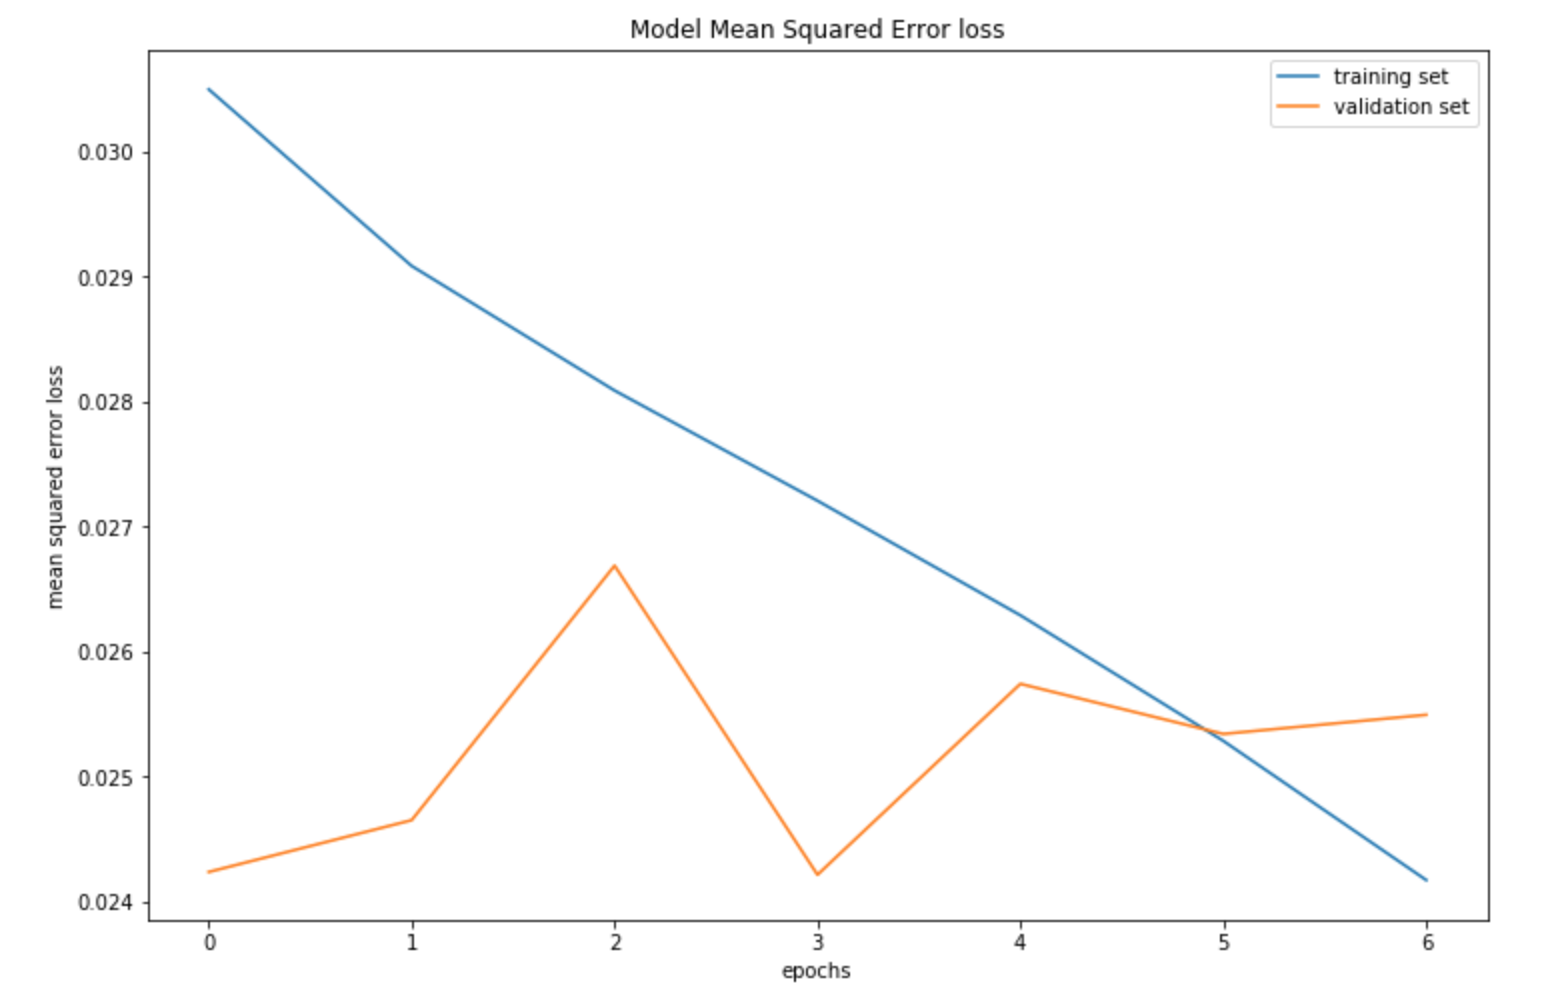 Model Mean Squared Error loss
training set
validation set
0.030
0.029
0.028
0.027
0.026
0.025
0.024
mean squared error loss
0 1 2 3 4 5 6
epochs